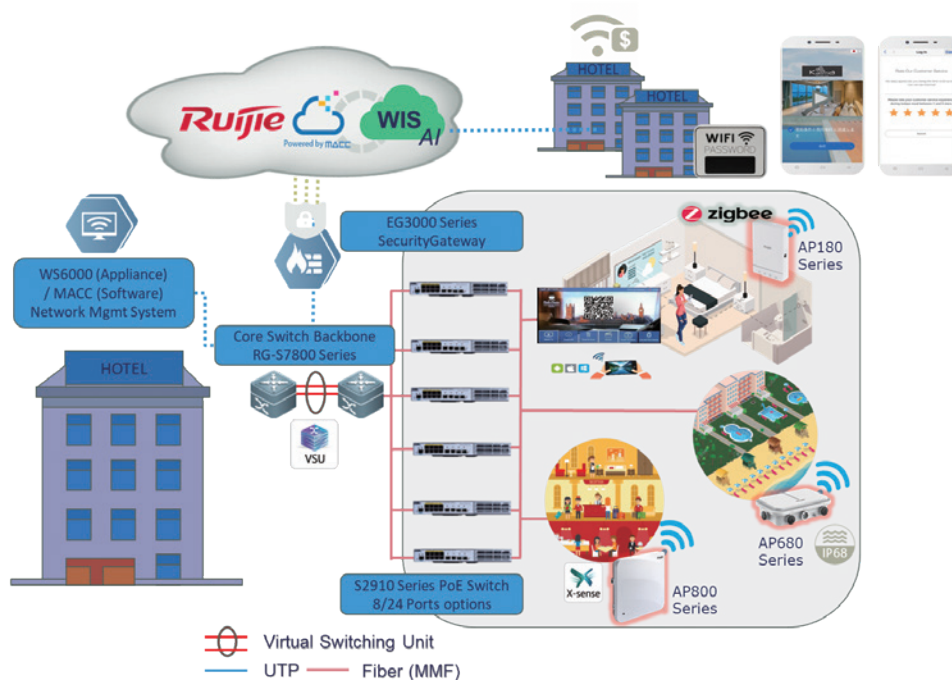 HOTEL
HOTEL
$
Ruijie
Powered by MACC
WIS
AI
WIFI
PASSWORD
EG3000 Series
SecurityGateway
zigbee
AP180
Series
WS6000 (Appliance)
/ MACC (Software)
Network Mgmt System
Core Switch Backbone
RG-S7800 Series
HOTEL
VSU
AP680
Series
IP68
S2910 Series PoE Switch
8/24 Ports options
X-sense
AP800
Series
Virtual Switching Unit
UTP
Fiber (MMF)